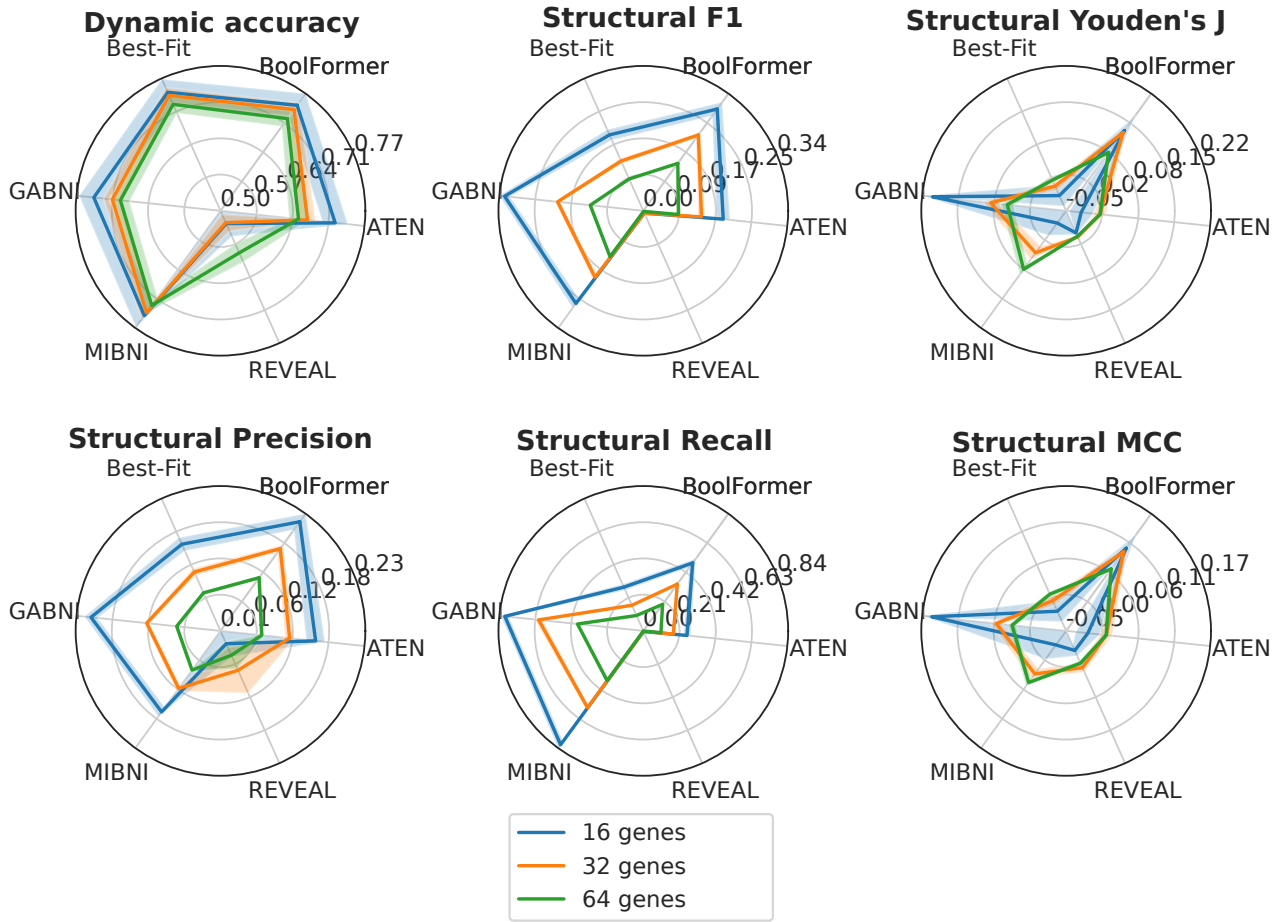 Dynamic accuracy
Structural F1
Structural Youden's J
Best-Fit
BoolFormer
0.77
0.71
0.64
0.50
GABNI
ATEN
MIBNI
REVEAL
Best-Fit
BoolFormer
0.34
0.25
0.17
0.09
0.00
GABNI
ATEN
MIBNI
REVEAL
Best-Fit
BoolFormer
0.22
0.15
0.08
0.02
-0.05
GABNI
ATEN
MIBNI
REVEAL
Structural Precision
Structural Recall
Structural MCC
Best-Fit
BoolFormer
0.23
0.18
0.12
0.06
0.01
GABNI
ATEN
MIBNI
REVEAL
Best-Fit
BoolFormer
0.84
0.63
0.42
0.21
0.00
GABNI
ATEN
MIBNI
REVEAL
Best-Fit
BoolFormer
0.17
0.11
0.06
-0.05
GABNI
ATEN
MIBNI
REVEAL
16 genes
32 genes
64 genes